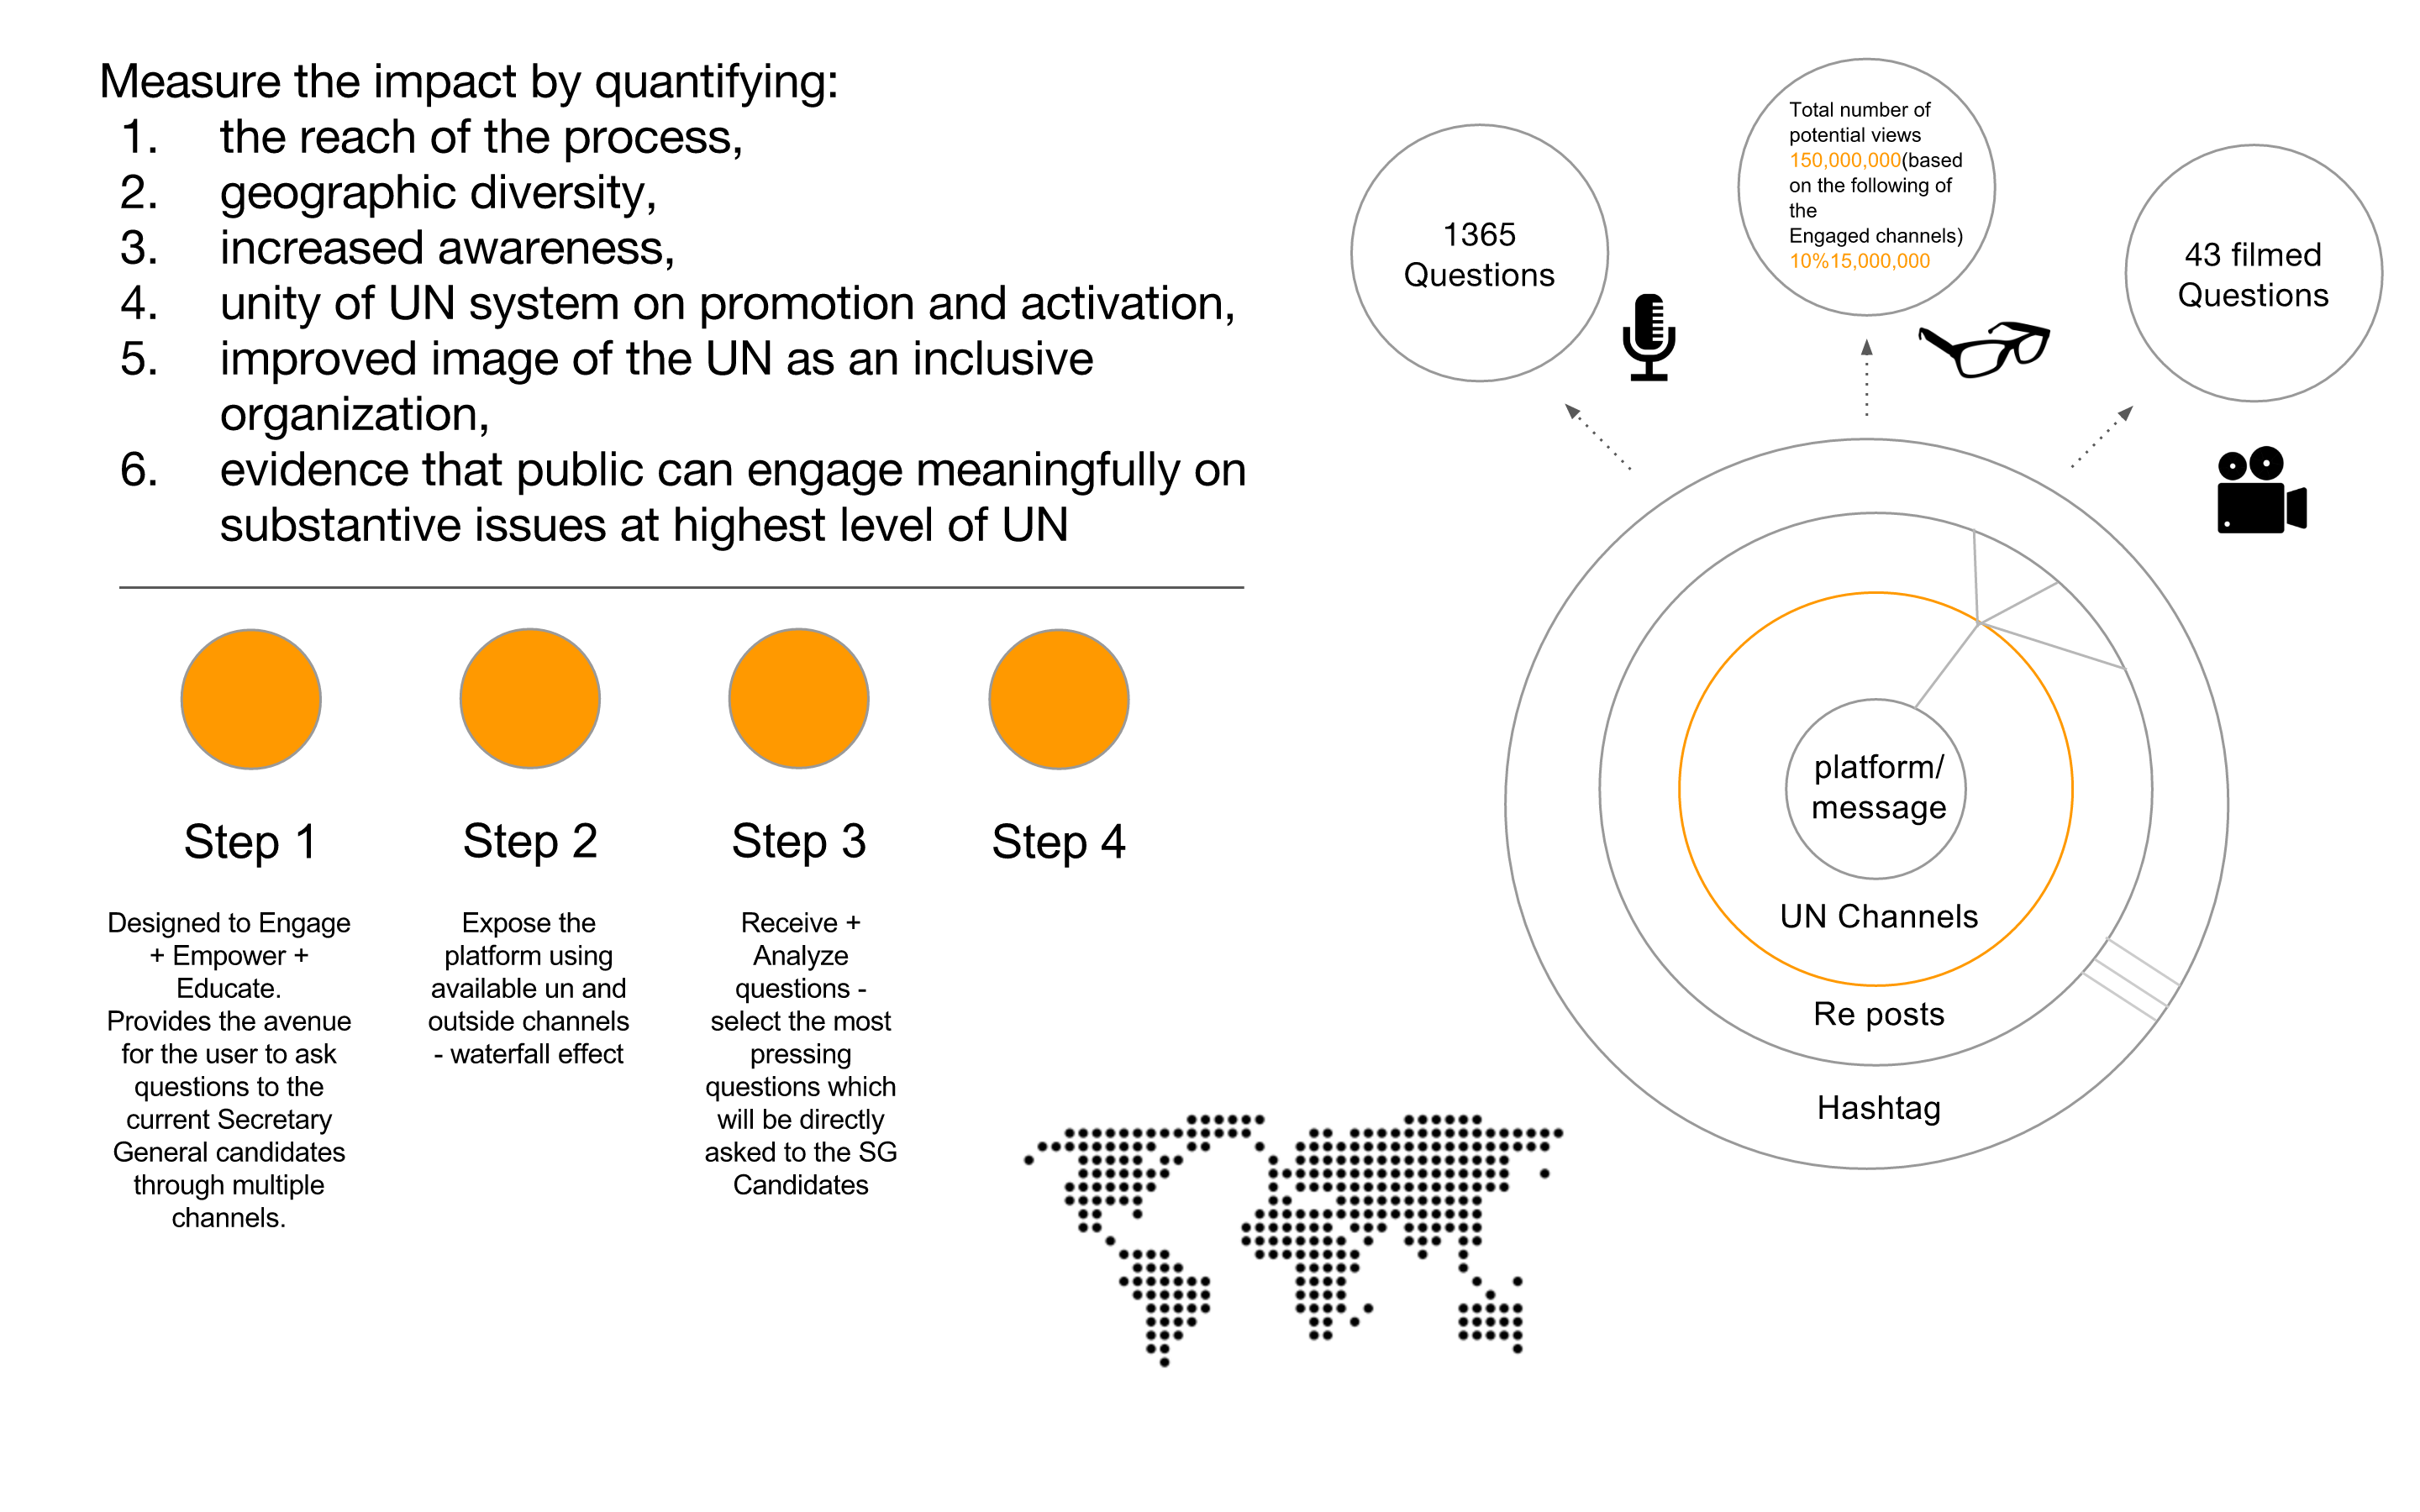 Measure the impact by quantifying:
1. the reach of the process,
2. geographic diversity,
3. increased awareness,
4. unity of UN system on promotion and activation,
5. improved image of the UN as an inclusive
organization,
6. evidence that public can engage meaningfully on
substantive issues at highest level of UN
Step 1
Designed to Engage
+ Empower +
Educate.
Provides the avenue
for the user to ask
questions to the
current Secretary
General candidates
through multiple
channels.
Step 2
Expose the
platform using
available un and
outside channels
- waterfall effect
Step 3
Receive +
Analyze
questions -
select the most
pressing
questions which
will be directly
asked to the SG
Candidates
Step 4
1365
Questions
Total number of
potential views
150,000,000(based
on the following of
the
Engaged channels)
10%15,000,000
43 filmed
Questions
platform/
message
UN Channels
Re posts
Hashtag